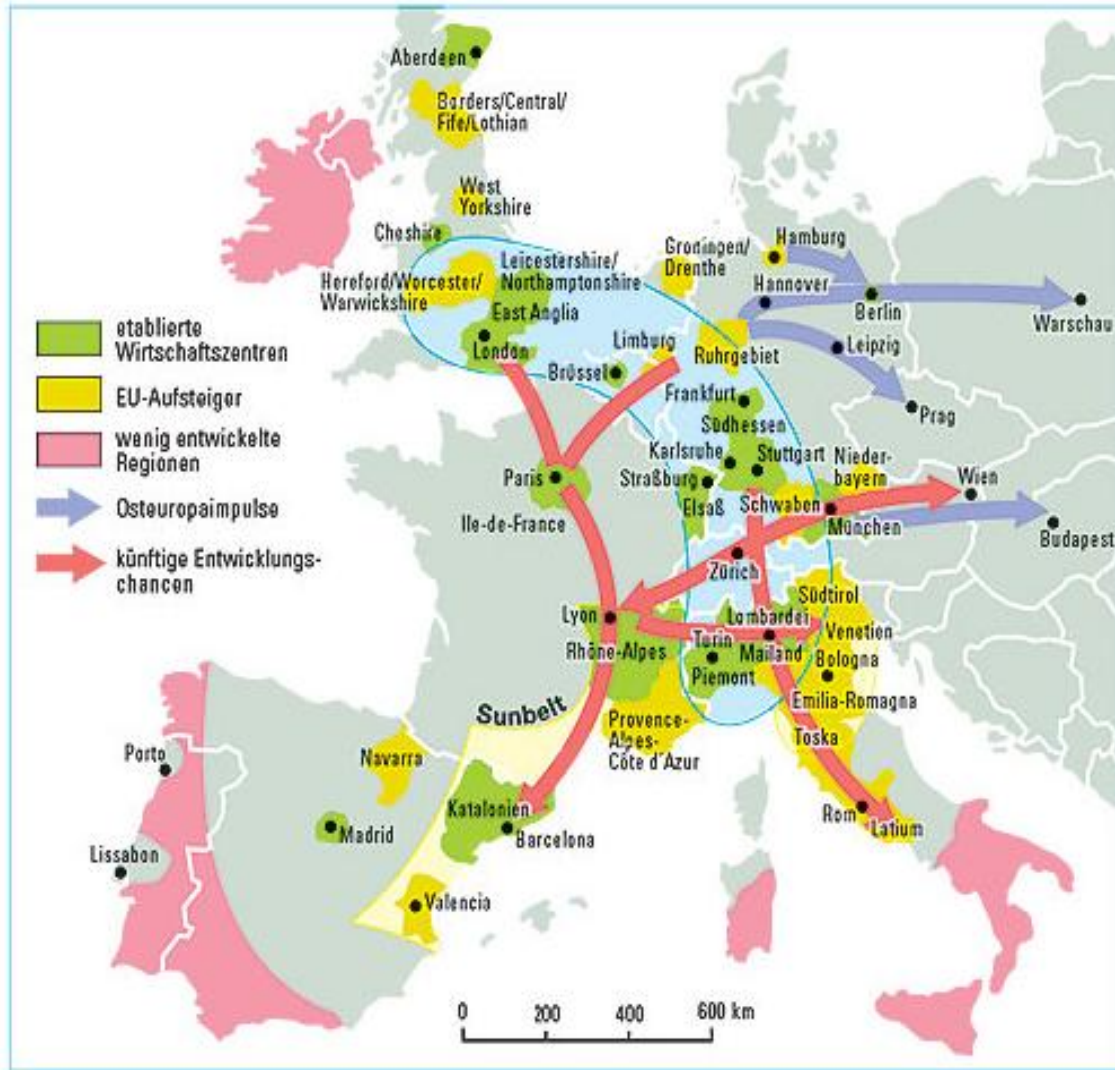 Aberdeen
Borders/Central/
Fife/Lothian
West
Yorkshire
Cheshire
Leicestershire/
Northamptonshire
Hereford/Worcester/
Warwickshire
East Anglia
London
Groningen/
Drenthe
Hamburg
Hannover
Berlin
Warschau
Limburg
Ruhrgebiet
Leipzig
Brüssel
Frankfurt
Prag
Südhessen
Karlsruhe
Stuttgart
Nieder-
bayern
Wien
Paris
Straßburg
Schwaben
Elsaß
München
Ile-de-France
Budapest
Zürich
Südtirol
Lyon
Lombardei
Venetien
Turin
Rhône-Alpes
Mailand
Bologna
Piemont
Emilia-Romagna
Sunbelt
Provence-
Alpes-
Côte d´Azur
Toska
Porto
Navarra
Katalonien
Rom
Latium
Madrid
Barcelona
Lissabon
Valencia
etablierte
Wirtschaftszentren
EU-Aufsteiger
wenig entwickelte
Regionen
Osteuropaimpulse
künftige Entwicklungs-
chancen
0 200 400 600 km